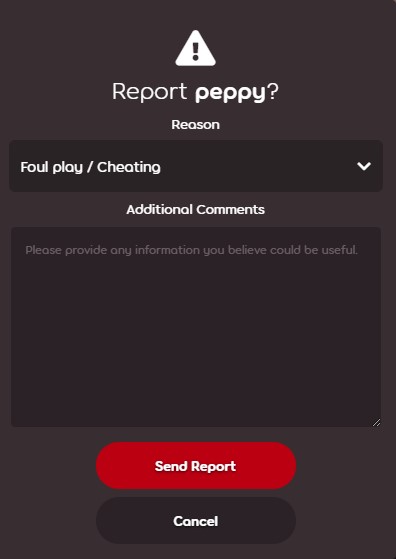 Report peppy?
Reason
Foul play / Cheating
Additional Comments
Please provide any information you believe could be useful.
Send Report
Cancel